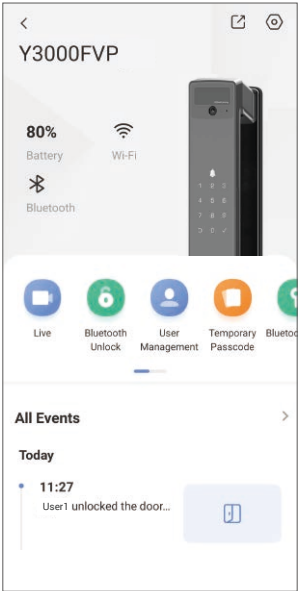 Y3000FVP
80%
Battery
Wi-Fi
Bluetooth
Live
Bluetooth
Unlock
User
Management
Temporary
Passcode
All Events
Today
11:27
User1 unlocked the door...